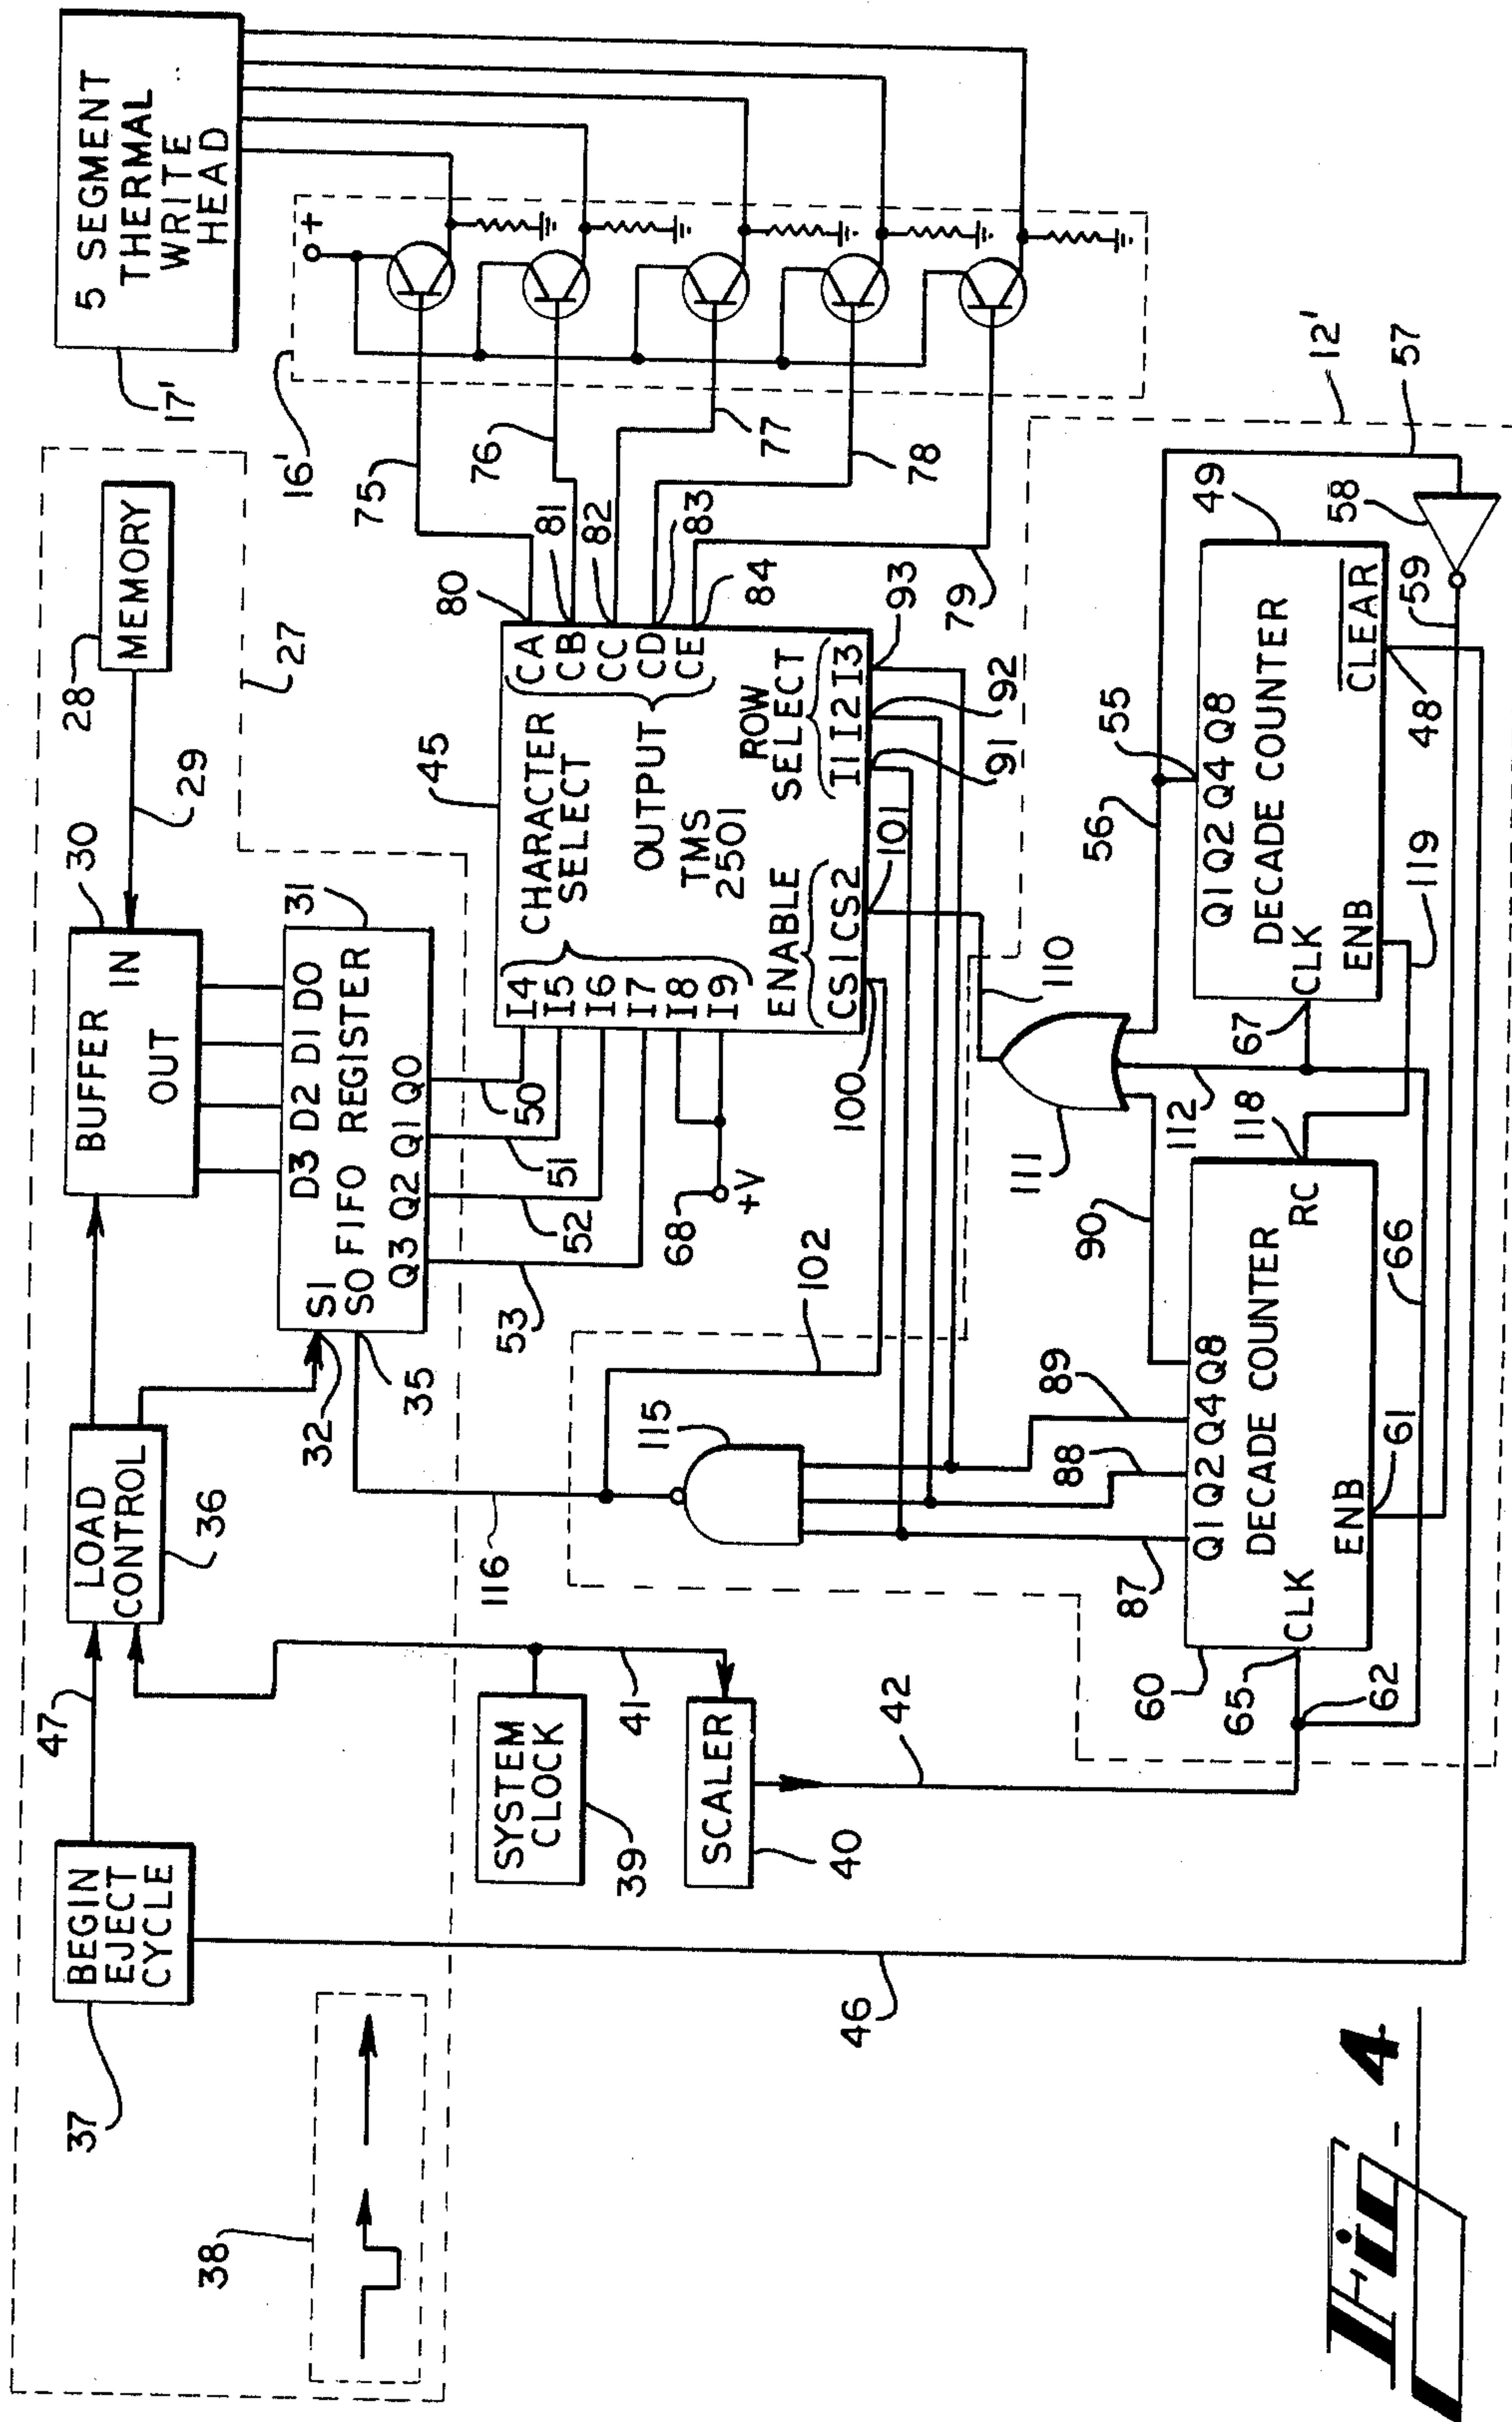 37
BEGIN
EJECT
CYCLE
47
LOAD
CONTROL
36
BUFFER
IN
OUT
30
29
28
MEMORY
27
5 SEGMENT
THERMAL
WRITE
HEAD
17'
38
32
35
SI
SO FIFO REGISTER
D3 D2 D1 D0
Q3 Q2 Q1 Q0
31
16'
+
SYSTEM
CLOCK
39
41
SCALER
40
42
46
116
115
102
53
52
51
50
68
+V
45
I4
I5
I6
I7
I8
I9
CHARACTER
SELECT
OUTPUT
TMS
2501
CA
CB
CC
CD
CE
ENABLE
CS1 CS2
ROW
SELECT
I1 I2 I3
80
81
82
83
84
75
76
77
78
79
100
101
91
92
93
110
111
112
90
89
88
87
60
65
62
Q1 Q2 Q4 Q8
DECADE COUNTER
CLK
ENB
RC
61
66
118
67
56
55
49
Q1 Q2 Q4 Q8
DECADE COUNTER
CLK
ENB
CLEAR
119
48
59
58
57
12'
Fig_4